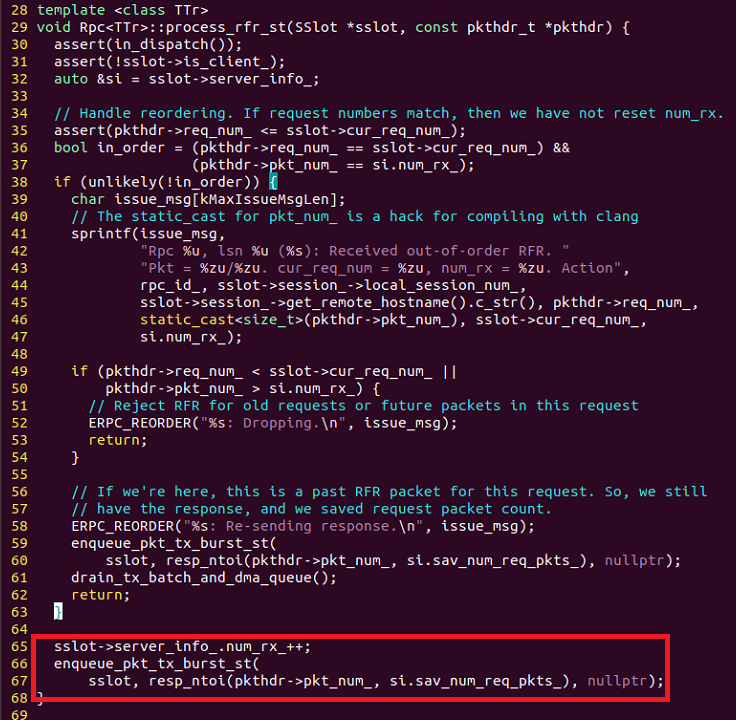 28 template <class TTr>
29 void Rpc<TTr>::process_rfr_st(SSlot *sslot, const pkthdr_t *pkthdr) {
30   assert(in_dispatch());
31   assert(!sslot->is_client_);
32   auto &si = sslot->server_info_;
33
34   // Handle reordering. If request numbers match, then we have not reset num_rx.
35   assert(pkthdr->req_num_ <= sslot->cur_req_num_);
36   bool in_order = (pkthdr->req_num_ == sslot->cur_req_num_) &&
37                   (pkthdr->pkt_num_ == si.num_rx_);
38   if (unlikely(!in_order)) {
39     char issue_msg[kMaxIssueMsgLen];
40     // The static_cast for pkt_num_ is a hack for compiling with clang
41     sprintf(issue_msg,
42             "Rpc %u, lsn %u (%s): Received out-of-order RFR. "
43             "Pkt = %zu/%zu. cur_req_num = %zu, num_rx = %zu. Action",
44             rpc_id_, sslot->session_->local_session_num_,
45             sslot->session_->get_remote_hostname().c_str(), pkthdr->req_num_,
46             static_cast<size_t>(pkthdr->pkt_num_), sslot->cur_req_num_,
47             si.num_rx_);
48
49     if (pkthdr->req_num_ < sslot->cur_req_num_ ||
50         pkthdr->pkt_num_ > si.num_rx_) {
51       // Reject RFR for old requests or future packets in this request
52       ERPC_REORDER("%s: Dropping.\n", issue_msg);
53       return;
54     }
55
56     // If we're here, this is a past RFR packet for this request. So, we still
57     // have the response, and we saved request packet count.
58     ERPC_REORDER("%s: Re-sending response.\n", issue_msg);
59     enqueue_pkt_tx_burst_st(
60         sslot, resp_ntoi(pkthdr->pkt_num_, si.sav_num_req_pkts_), nullptr);
61     drain_tx_batch_and_dma_queue();
62     return;
63   }
64
65   sslot->server_info_.num_rx_++;
66   enqueue_pkt_tx_burst_st(
67       sslot, resp_ntoi(pkthdr->pkt_num_, si.sav_num_req_pkts_), nullptr);
68 }
69